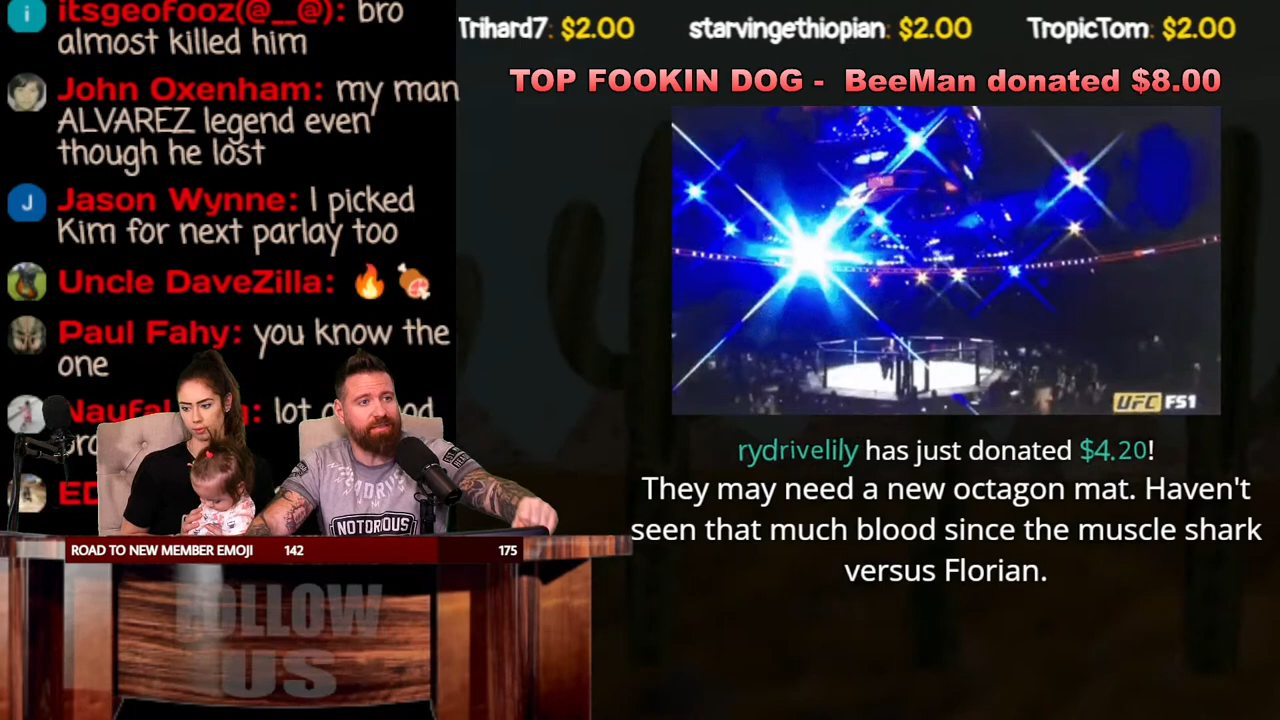 itsgeofooz(@__@): bro
almost killed him
John Oxenham: my man
ALVAREZ legend even
though he lost
Jason Wynne: I picked
Kim for next parlay too
Uncle DaveZilla: 🔥 🍖
Paul Fahy: you know the
one
lot
Trihard7: $2.00 starvingethiopian: $2.00 TropicTom: $2.00
TOP FOOKIN DOG - BeeMan donated $8.00
UFC FS1
rydrivelily has just donated $4.20!
They may need a new octagon mat. Haven't
seen that much blood since the muscle shark
versus Florian.
NOTORIOUS
ROAD TO NEW MEMBER EMOJI 142 175
FOLLOW
US